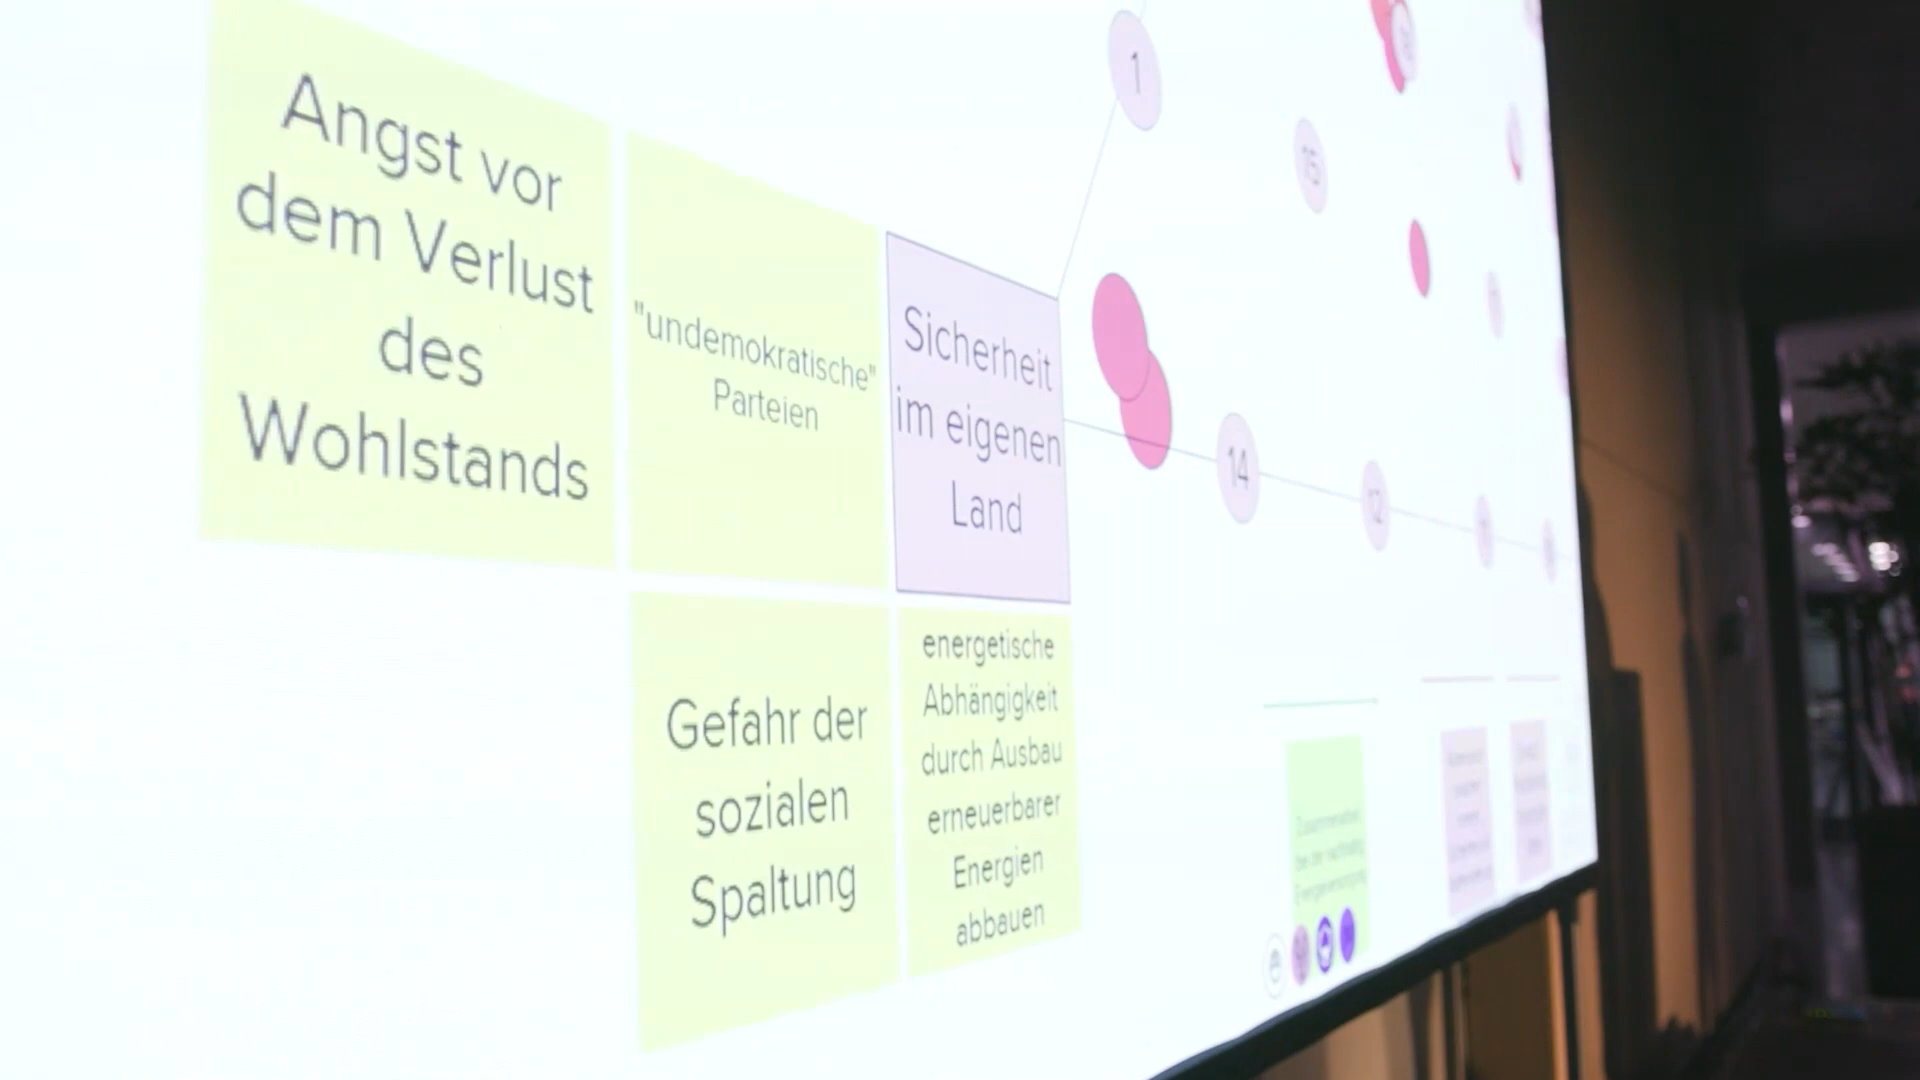 Angst vor
dem Verlust
des
Wohlstands
"undemokratische"
Parteien
Sicherheit
im eigenen
Land
Gefahr der
sozialen
Spaltung
energetische
Abhängigkeit
durch Ausbau
erneuerbarer
Energien
abbauen
1
15
14
12